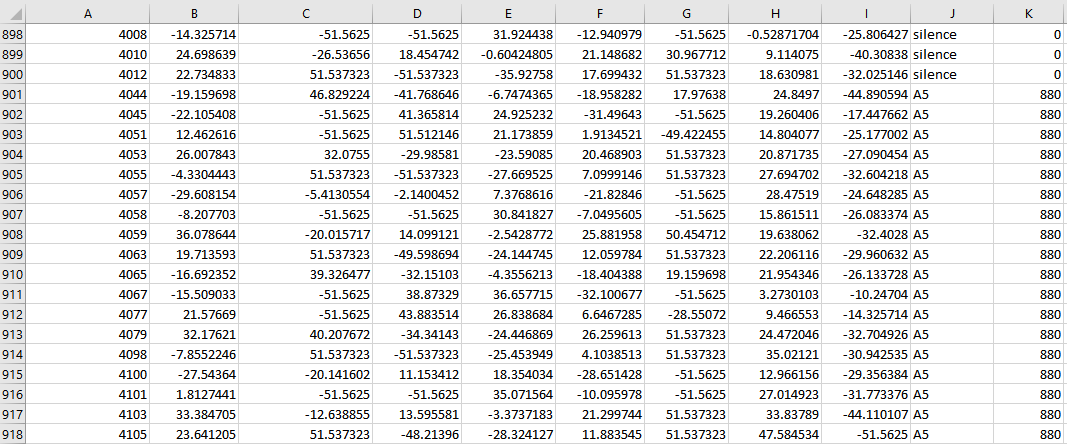 A B C D E F G H I J K
898 4008 -14.325714 -51.5625 -51.5625 31.924438 -12.940979 -51.5625 -0.52871704 -25.806427 silence 0
899 4010 24.698639 -26.53656 18.454742 -0.60424805 21.148682 30.967712 9.114075 -40.30838 silence 0
900 4012 22.734833 51.537323 -51.537323 -35.92758 17.699432 51.537323 18.630981 -32.025146 silence 0
901 4044 -19.159698 46.829224 -41.768646 -6.7474365 -18.958282 17.97638 24.8497 -44.890594 A5 880
902 4045 -22.105408 -51.5625 41.365814 24.925232 -31.49643 -51.5625 19.260406 -17.447662 A5 880
903 4051 12.462616 -51.5625 51.512146 21.173859 1.9134521 -49.422455 14.804077 -25.177002 A5 880
904 4053 26.007843 32.0755 -29.98581 -23.59085 20.468903 51.537323 20.871735 -27.090454 A5 880
905 4055 -4.3304443 51.537323 -51.537323 -27.669525 7.0999146 51.537323 27.694702 -32.604218 A5 880
906 4057 -29.608154 -5.4130554 -2.1400452 7.3768616 -21.82846 -51.5625 28.47519 -24.648285 A5 880
907 4058 -8.207703 -51.5625 -51.5625 30.841827 -7.0495605 -51.5625 15.861511 -26.083374 A5 880
908 4059 36.078644 -20.015717 14.099121 -2.5428772 25.881958 50.454712 19.638062 -32.4028 A5 880
909 4063 19.713593 51.537323 -49.598694 -24.144745 12.059784 51.537323 22.206116 -29.960632 A5 880
910 4065 -16.692352 39.326477 -32.15103 -4.3556213 -18.404388 19.159698 21.954346 -26.133728 A5 880
911 4067 -15.509033 -51.5625 38.87329 36.657715 -32.100677 -51.5625 3.2730103 -10.24704 A5 880
912 4077 21.57669 -51.5625 43.883514 26.838684 6.6467285 -28.55072 9.466553 -14.325714 A5 880
913 4079 32.17621 40.207672 -34.34143 -24.446869 26.259613 51.537323 24.472046 -32.704926 A5 880
914 4098 -7.8552246 51.537323 -51.537323 -25.453949 4.1038513 51.537323 35.02121 -30.942535 A5 880
915 4100 -27.54364 -20.141602 11.153412 18.354034 -28.651428 -51.5625 12.966156 -29.356384 A5 880
916 4101 1.8127441 -51.5625 -51.5625 35.071564 -10.095978 -51.5625 27.014923 -31.773376 A5 880
917 4103 33.384705 -12.638855 13.595581 -3.3737183 21.299744 51.537323 33.83789 -44.110107 A5 880
918 4105 23.641205 51.537323 -48.21396 -28.324127 11.883545 51.537323 47.584534 -51.5625 A5 880